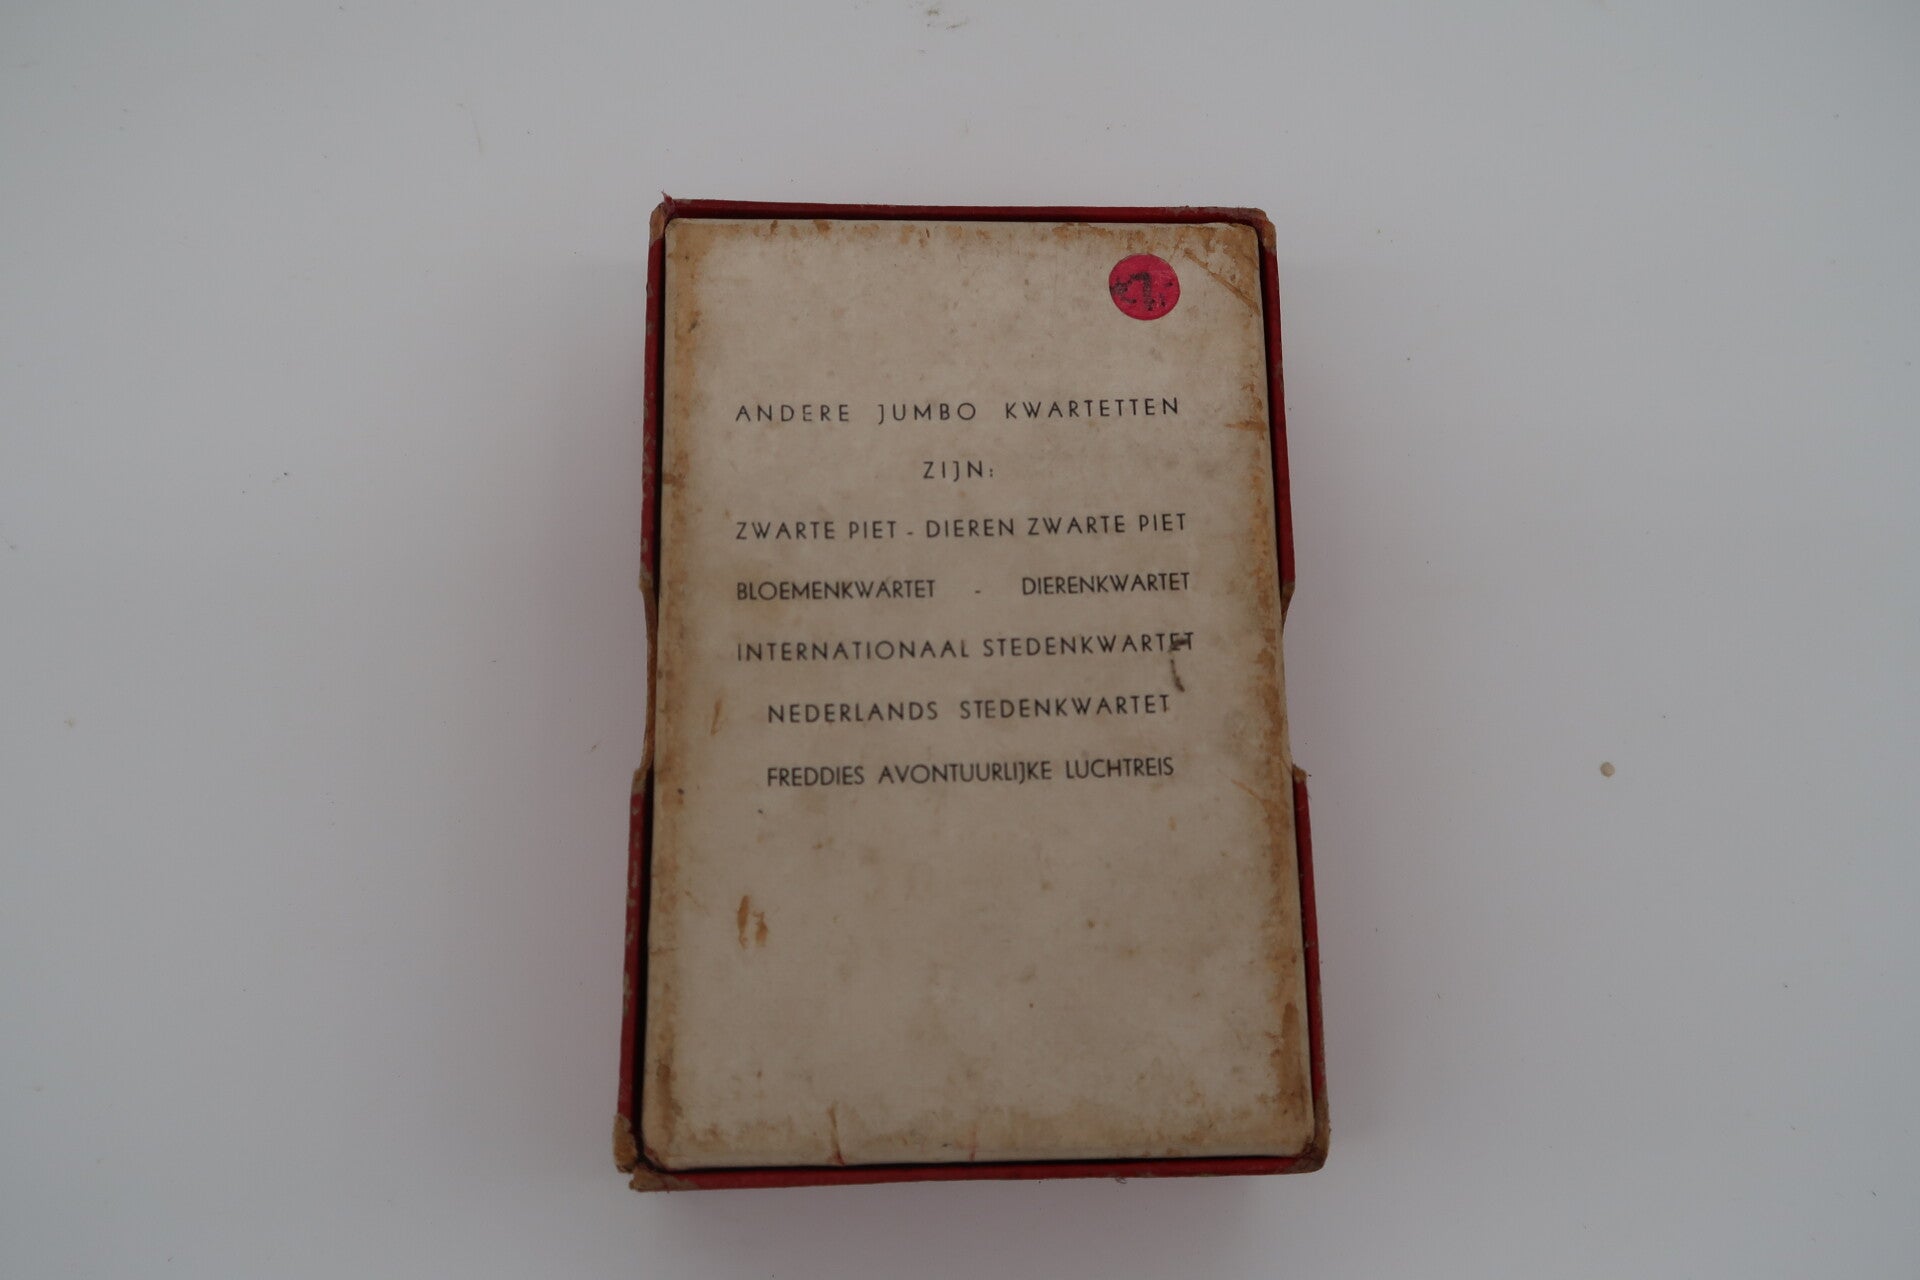 ANDERE JUMBO KWARTETTEN
ZIJN:
ZWARTE PIET - DIEREN ZWARTE PIET
BLOEMENKWARTET - DIERENKWARTET
INTERNATIONAAL STEDENKWARTET
NEDERLANDS STEDENKWARTET
FREDDIES AVONTUURLIJKE LUCHTREIS